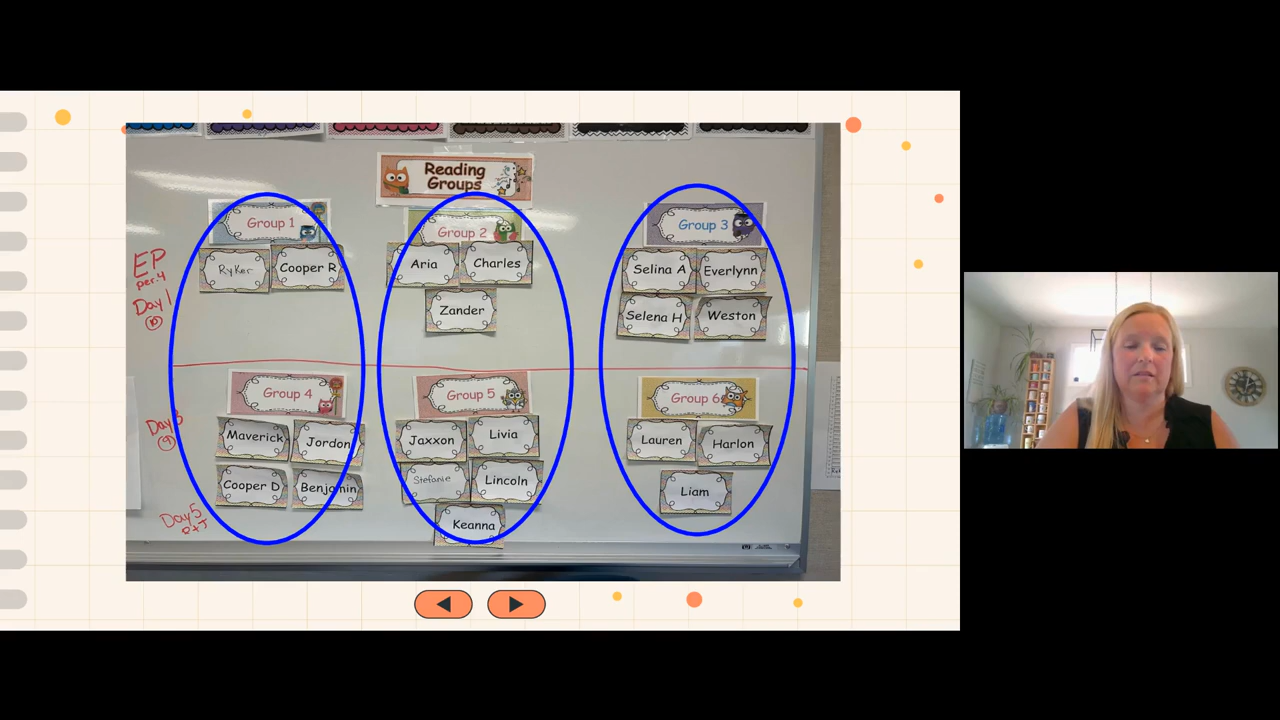 Reading
Groups
Group 1
Ryker
Cooper R
Group 2
Aria
Charles
Zander
Group 3
Selina A
Everlynn
Selena H
Weston
EP
per.4
Day 1
Group 4
Maverick
Jordon
Cooper D
Benjamin
Group 5
Jaxxon
Livia
Stefanie
Lincoln
Keanna
Group 6
Lauren
Harlon
Liam
Day 5